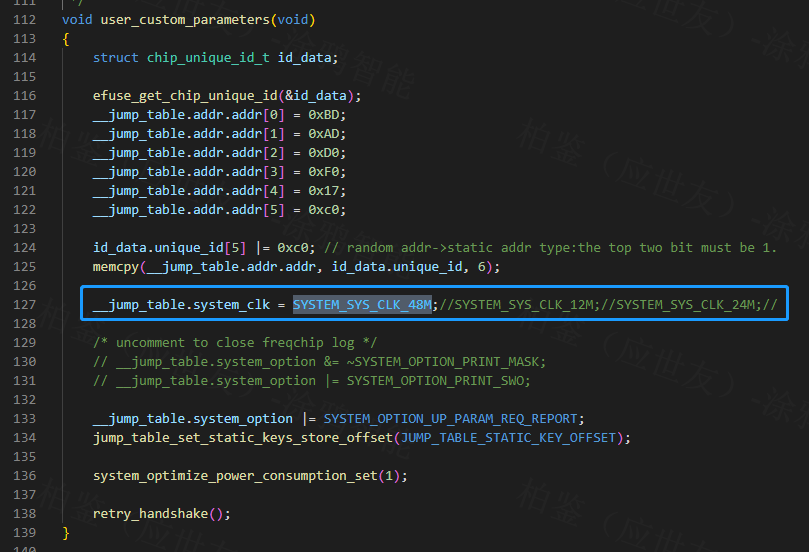 111 */
112 void user_custom_parameters(void)
113 {
114 struct chip_unique_id_t id_data;
115
116 efuse_get_chip_unique_id(&id_data);
117 __jump_table.addr.addr[0] = 0xBD;
118 __jump_table.addr.addr[1] = 0xAD;
119 __jump_table.addr.addr[2] = 0xD0;
120 __jump_table.addr.addr[3] = 0xF0;
121 __jump_table.addr.addr[4] = 0x17;
122 __jump_table.addr.addr[5] = 0xc0;
123
124 id_data.unique_id[5] |= 0xc0; // random addr->static addr type:the top two bit must be 1.
125 memcpy(__jump_table.addr.addr, id_data.unique_id, 6);
126
127 __jump_table.system_clk = SYSTEM_SYS_CLK_48M;//SYSTEM_SYS_CLK_12M;//SYSTEM_SYS_CLK_24M;//
128
129 /* uncomment to close freqchip log */
130 // __jump_table.system_option &= ~SYSTEM_OPTION_PRINT_MASK;
131 // __jump_table.system_option |= SYSTEM_OPTION_PRINT_SWO;
132
133 __jump_table.system_option |= SYSTEM_OPTION_UP_PARAM_REQ_REPORT;
134 jump_table_set_static_keys_store_offset(JUMP_TABLE_STATIC_KEY_OFFSET);
135
136 system_optimize_power_consumption_set(1);
137
138 retry_handshake();
139 }
140